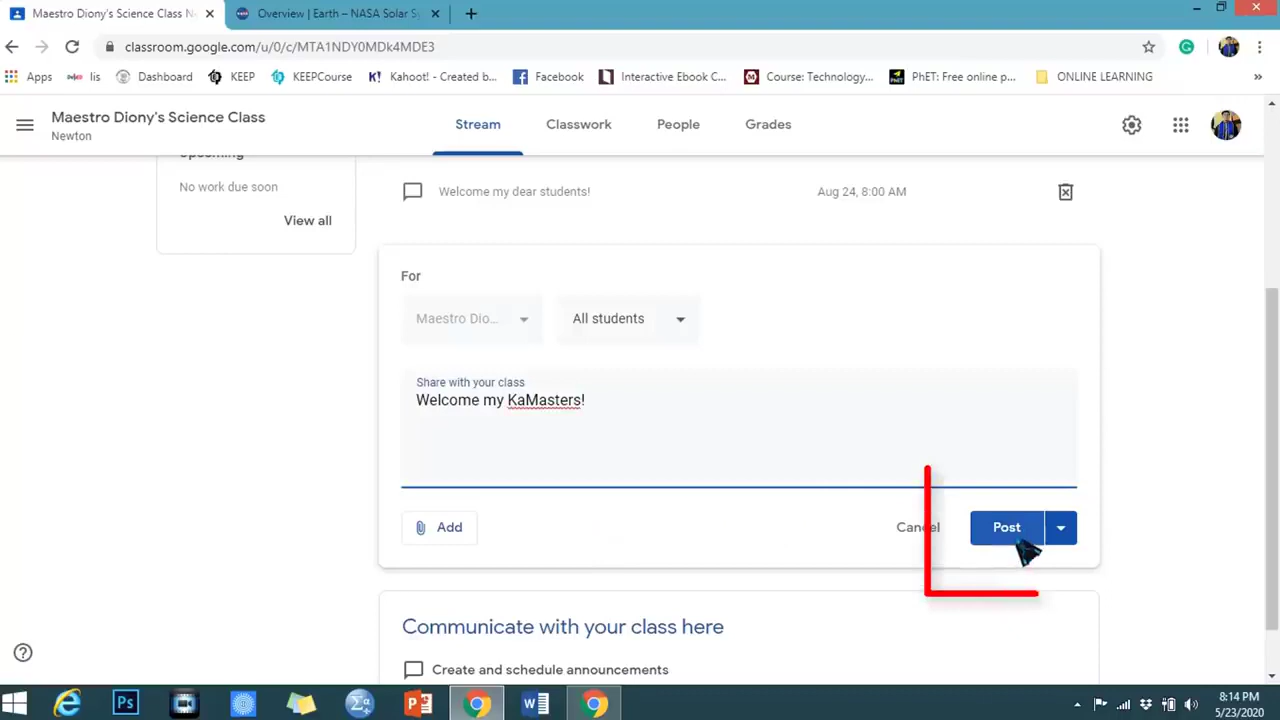 Maestro Diony's Science Class N
Overview | Earth – NASA Solar Sy
classroom.google.com/u/0/c/MTA1NDY0MDk4MDE3
Apps
lis
Dashboard
KEEP
KEEPCourse
K! Kahoot! - Created b...
Facebook
Interactive Ebook C...
Course: Technology...
PhET: Free online p...
ONLINE LEARNING
»
Maestro Diony's Science Class
Newton
Stream
Classwork
People
Grades
Upcoming
No work due soon
View all
Welcome my dear students!
Aug 24, 8:00 AM
For
Maestro Dio...
All students
Share with your class
Welcome my KaMasters!
Add
Cancel
Post
Communicate with your class here
Create and schedule announcements
8:14 PM
5/23/2020